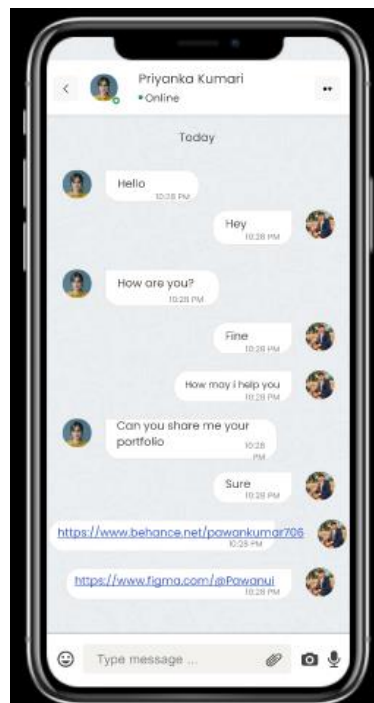 Priyanka Kumari
Online
Today
Hello
10:28 PM
Hey
10:28 PM
How are you?
10:28 PM
Fine
10:28 PM
How may i help you
10:28 PM
Can you share me your
portfolio
10:28
PM
Sure
10:28 PM
https://www.behance.net/pawankumar706
10:28 PM
https://www.figma.com/@Pawanui
10:28 PM
Type message ...